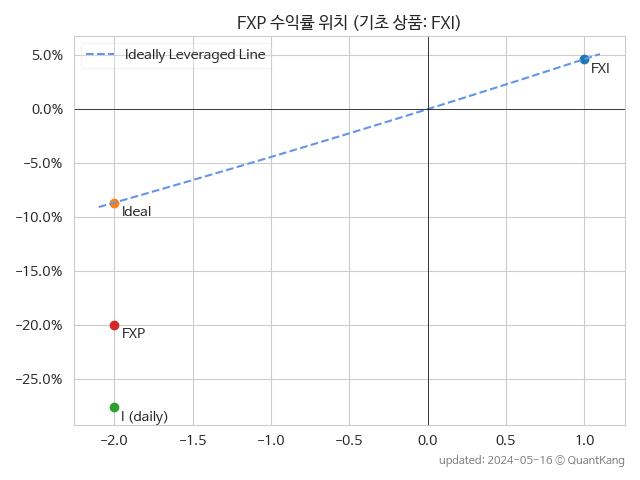 FXP 수익률 위치 (기초 상품: FXI)
Ideally Leveraged Line
5.0%
0.0%
−5.0%
−10.0%
−15.0%
−20.0%
−25.0%
FXI
Ideal
FXP
I (daily)
−2.0 −1.5 −1.0 −0.5 0.0 0.5 1.0
updated: 2024-05-16 © QuantKang